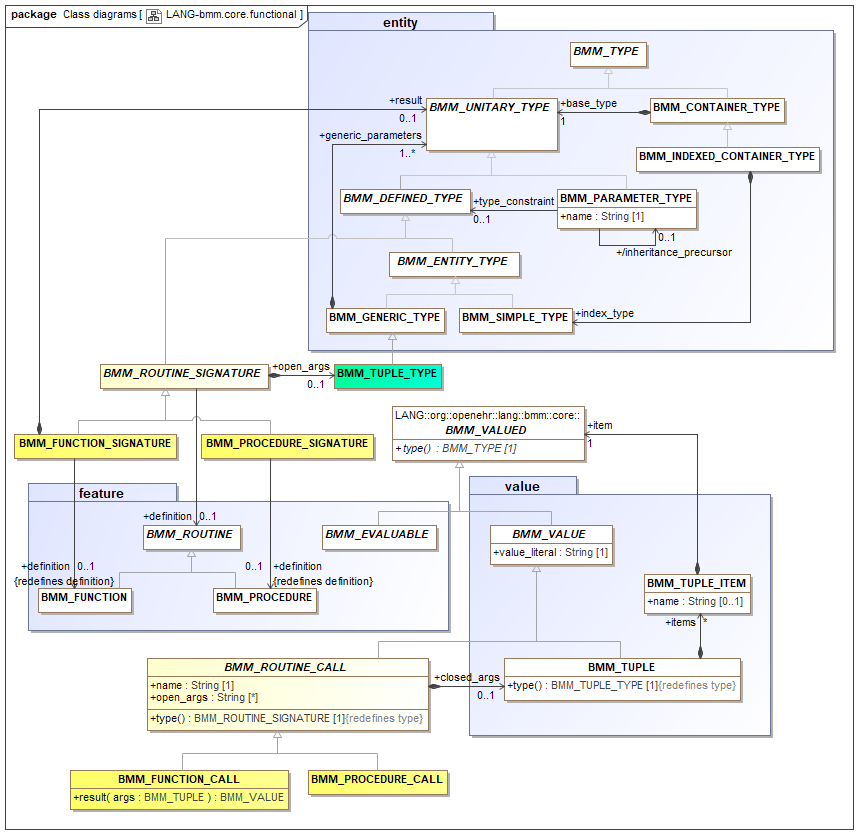 package Class diagrams [ LANG-bmm.core.functional ]
entity
BMM_TYPE
+result
0..1
BMM_UNITARY_TYPE
+base_type
1
BMM_CONTAINER_TYPE
+generic_parameters
1..*
BMM_INDEXED_CONTAINER_TYPE
BMM_DEFINED_TYPE
+type_constraint
0..1
BMM_PARAMETER_TYPE
+name : String [1]
0..1
+/inheritance_precursor
BMM_ENTITY_TYPE
BMM_GENERIC_TYPE
BMM_SIMPLE_TYPE
+index_type
BMM_ROUTINE_SIGNATURE
+open_args
0..1
BMM_TUPLE_TYPE
LANG::org::openehr::lang::bmm::core::
BMM_VALUED
+type() : BMM_TYPE [1]
+item
1
BMM_FUNCTION_SIGNATURE
BMM_PROCEDURE_SIGNATURE
feature
value
+definition 0..1
BMM_ROUTINE
BMM_EVALUABLE
BMM_VALUE
+value_literal : String [1]
+definition 0..1
{redefines definition}
0..1 +definition
{redefines definition}
BMM_FUNCTION
BMM_PROCEDURE
BMM_TUPLE_ITEM
+name : String [0..1]
+items *
BMM_ROUTINE_CALL
+name : String [1]
+open_args : String [*]
+type() : BMM_ROUTINE_SIGNATURE [1]{redefines type}
+closed_args
0..1
BMM_TUPLE
+type() : BMM_TUPLE_TYPE [1]{redefines type}
BMM_FUNCTION_CALL
+result( args : BMM_TUPLE ) : BMM_VALUE
BMM_PROCEDURE_CALL